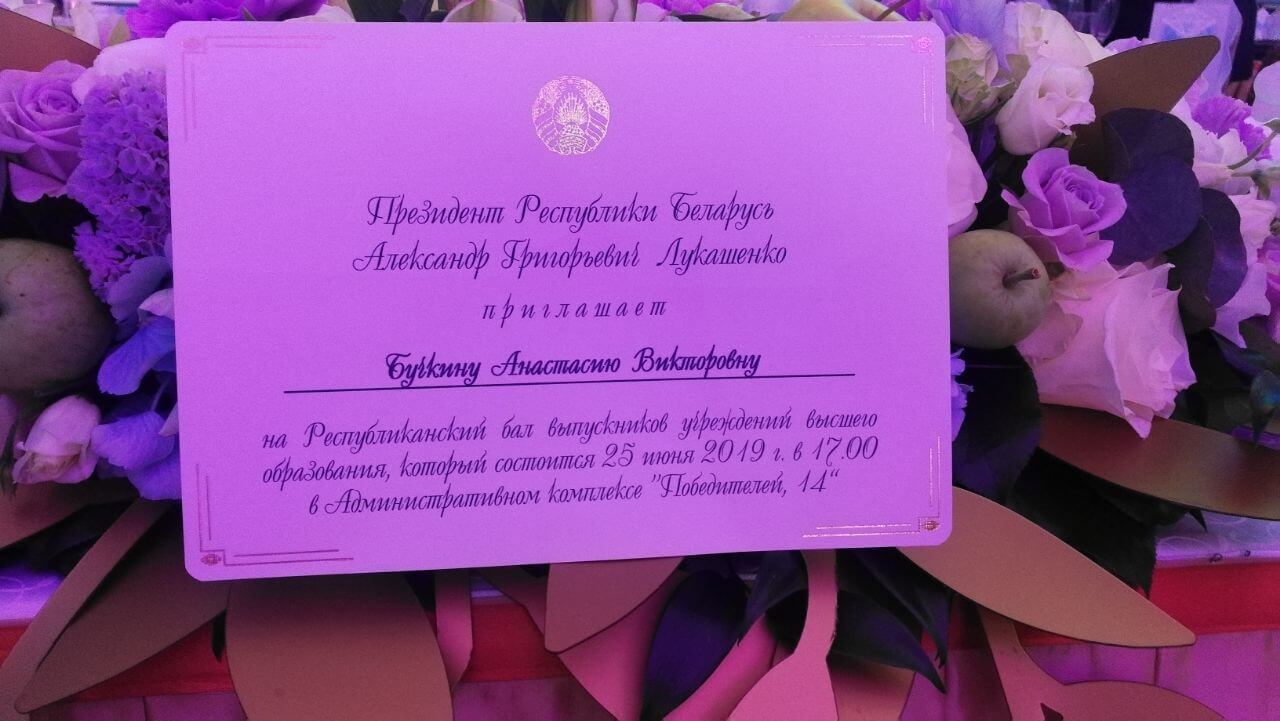 Президент Республики Беларусь
Александр Григорьевич Лукашенко
приглашает
Бучкину Анастасию Викторовну
на Республиканский бал выпускников учреждений высшего
образования, который состоится 25 июня 2019 г. в 17.00
в Административном комплексе "Победителей, 14"